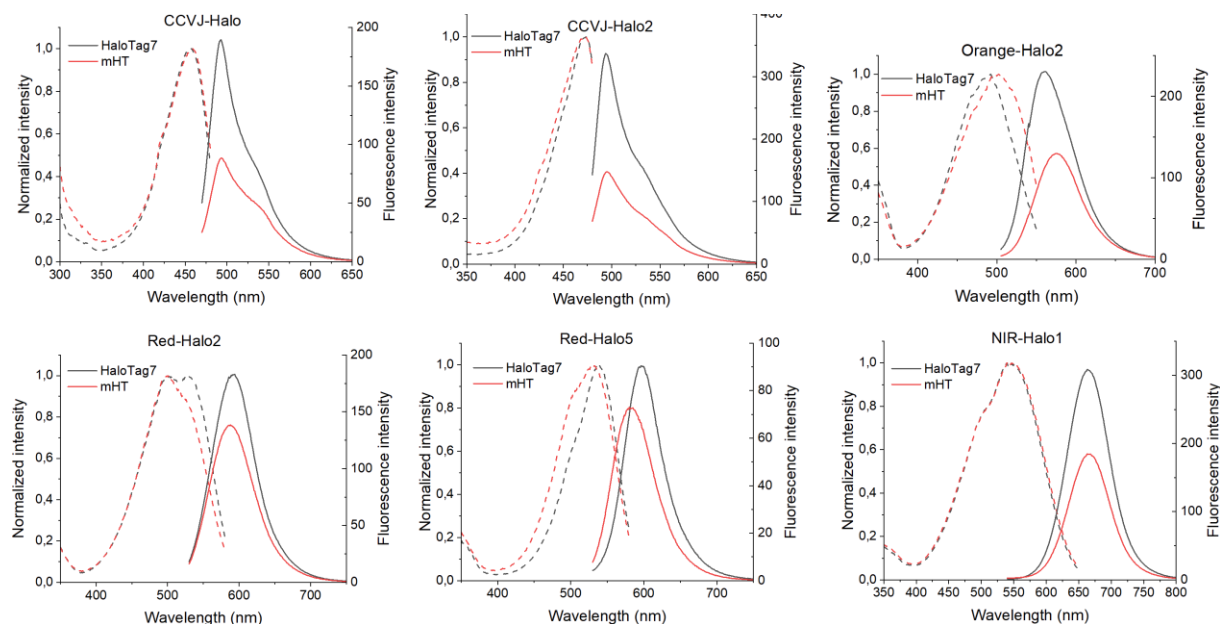 CCVJ-Halo
Normalized intensity
1,0
0,8
0,6
0,4
0,2
0,0
HaloTag7
mHT
200
150
100
50
0
Fluorescence intensity
300 350 400 450 500 550 600 650
Wavelength (nm)
CCVJ-Halo2
Normalized intensity
1,0
0,8
0,6
0,4
0,2
0,0
HaloTag7
mHT
400
300
200
100
0
Fluroescence intensity
350 400 450 500 550 600 650
Wavelength (nm)
Orange-Halo2
Normalized intensity
1,0
0,8
0,6
0,4
0,2
0,0
HaloTag7
mHT
200
100
0
Fluorescence intensity
400 500 600 700
Wavelength (nm)
Red-Halo2
Normalized intensity
1,0
0,8
0,6
0,4
0,2
0,0
HaloTag7
mHT
200
150
100
50
0
Fluorescence intensity
400 500 600 700
Wavelength (nm)
Red-Halo5
Normalized intensity
1,0
0,8
0,6
0,4
0,2
0,0
HaloTag7
mHT
100
80
60
40
20
0
Fluorescence intensity
400 500 600 700
Wavelength (nm)
NIR-Halo1
Normalized intensity
1,0
0,8
0,6
0,4
0,2
0,0
HaloTag7
mHT
300
200
100
0
Fluorescence intensity
350 400 450 500 550 600 650 700 750 800
Wavelength (nm)